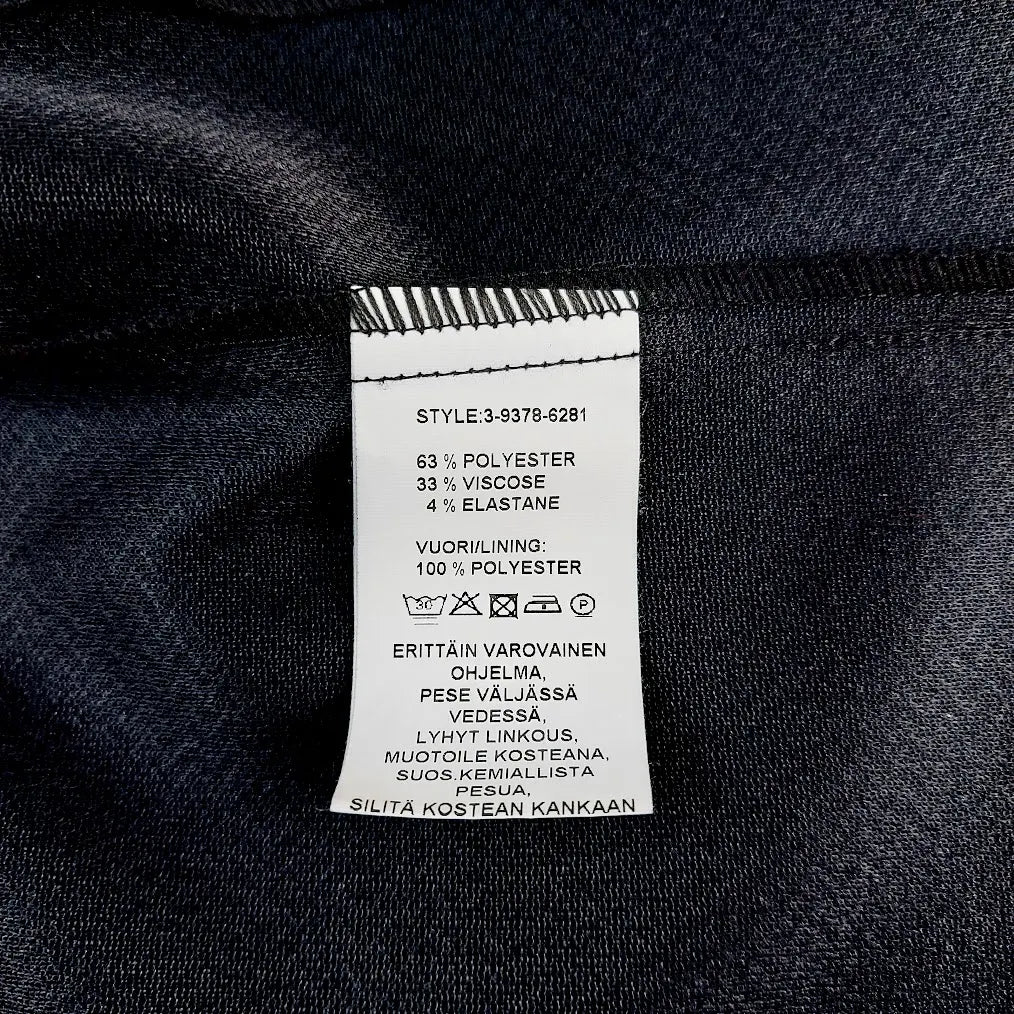 STYLE:3-9378-6281
63 % POLYESTER
33 % VISCOSE
4 % ELASTANE
VUORI/LINING:
100 % POLYESTER
30 P
ERITTÄIN VAROVAINEN
OHJELMA,
PESE VÄLJÄSSÄ
VEDESSÄ,
LYHYT LINKOUS,
MUOTOILE KOSTEANA,
SUOS.KEMIALLISTA
PESUA,
SILITÄ KOSTEAN KANKAAN